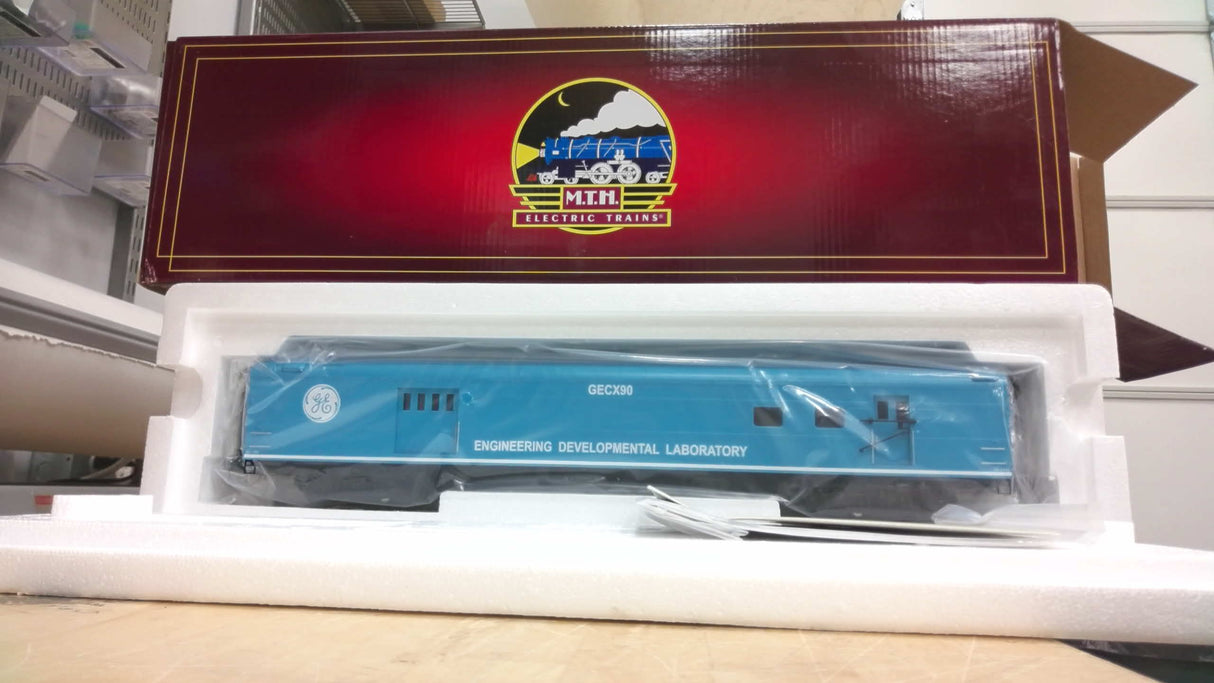 M.T.H.
ELECTRIC TRAINS®
GE
GECX90
ENGINEERING DEVELOPMENTAL LABORATORY